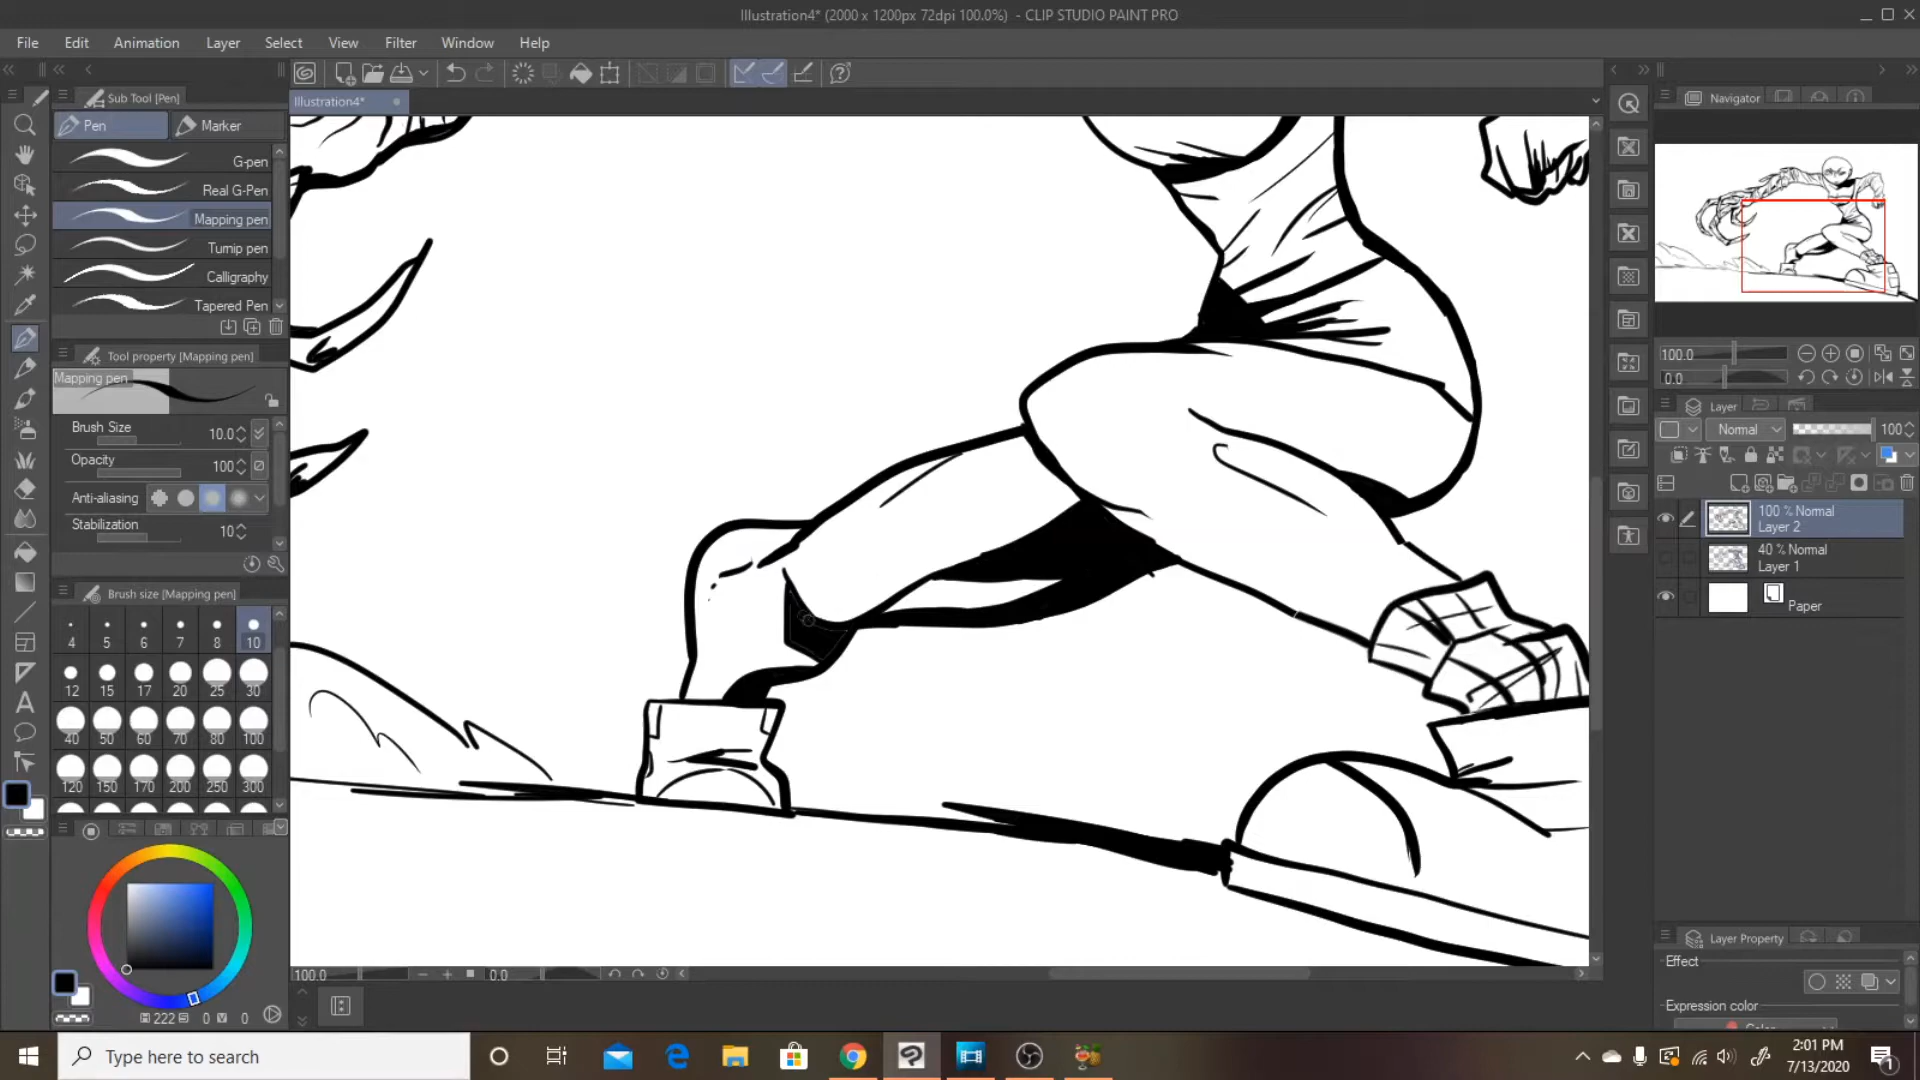 Illustration4* (2000 x 1200px 72dpi 100.0%) - CLIP STUDIO PAINT PRO
File Edit Animation Layer Select View Filter Window Help
Sub Tool [Pen]
Illustration4*
Navigator
Pen
Marker
G-pen
Real G-Pen
Mapping pen
Turnip pen
Calligraphy
Tapered Pen
Tool property [Mapping pen]
Mapping pen
Brush Size 10.0
Opacity 100
Anti-aliasing
Stabilization 10
Brush size [Mapping pen]
4 5 6 7 8 10
12 15 17 20 25 30
40 50 60 70 80 100
120 150 170 200 250 300
222 S 0 V 0
100.0
0.0
100.0
0.0
Layer
Normal 100
100 % Normal
Layer 2
40 % Normal
Layer 1
Paper
Layer Property
Effect
Expression color
Type here to search
2:01 PM
7/13/2020
1